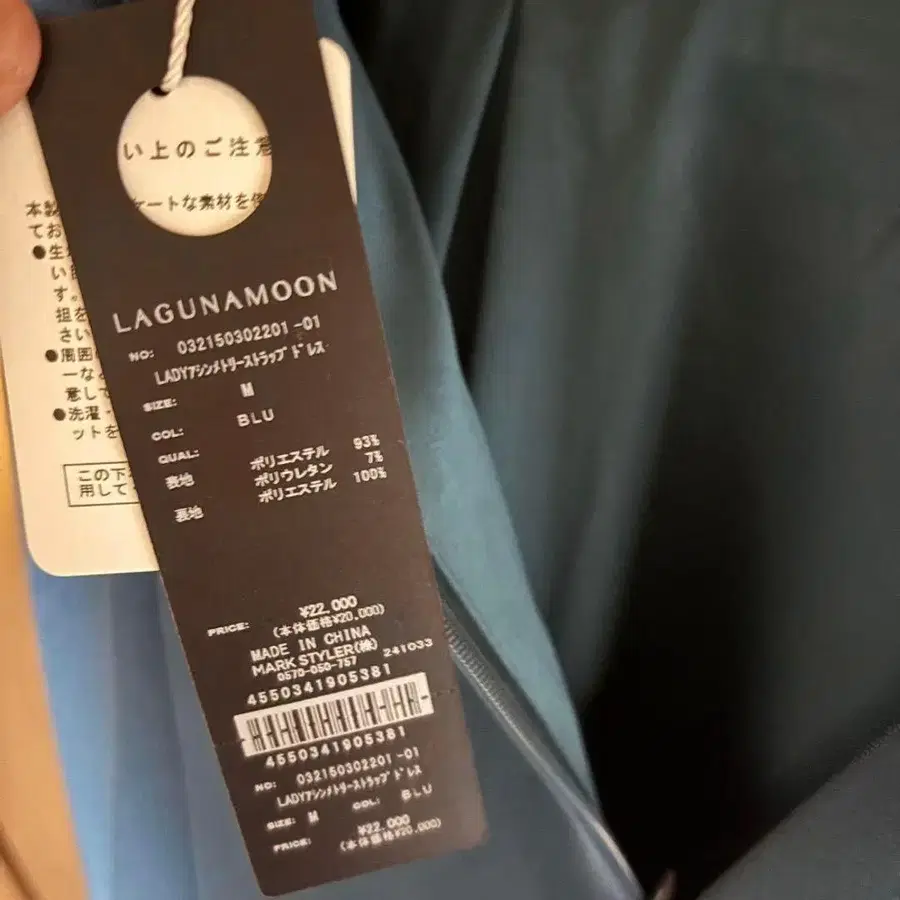 い上のご注意
ケートな素材を使
本製
てお
●生
い
す。
担を
さい
●周囲
ーなど
意して
●洗濯・
ットを
この下
用して
LAGUNAMOON
NO: 032150302201-01
LADYアシンメトリーストラップドレス
SIZE: M
COL: BLU
QUAL:
表地 ポリエステル 93%
ポリウレタン 7%
裏地 ポリエステル 100%
PRICE: ¥22,000
(本体価格¥20,000)
MADE IN CHINA
MARK STYLER(株) 241033
0570-050-757
4550341905381
4550341905381
NO: 032150302201-01
LADYアシンメトリーストラップドレス
SIZE: M COL: BLU
PRICE: ¥22,000
(本体価格¥20,000)